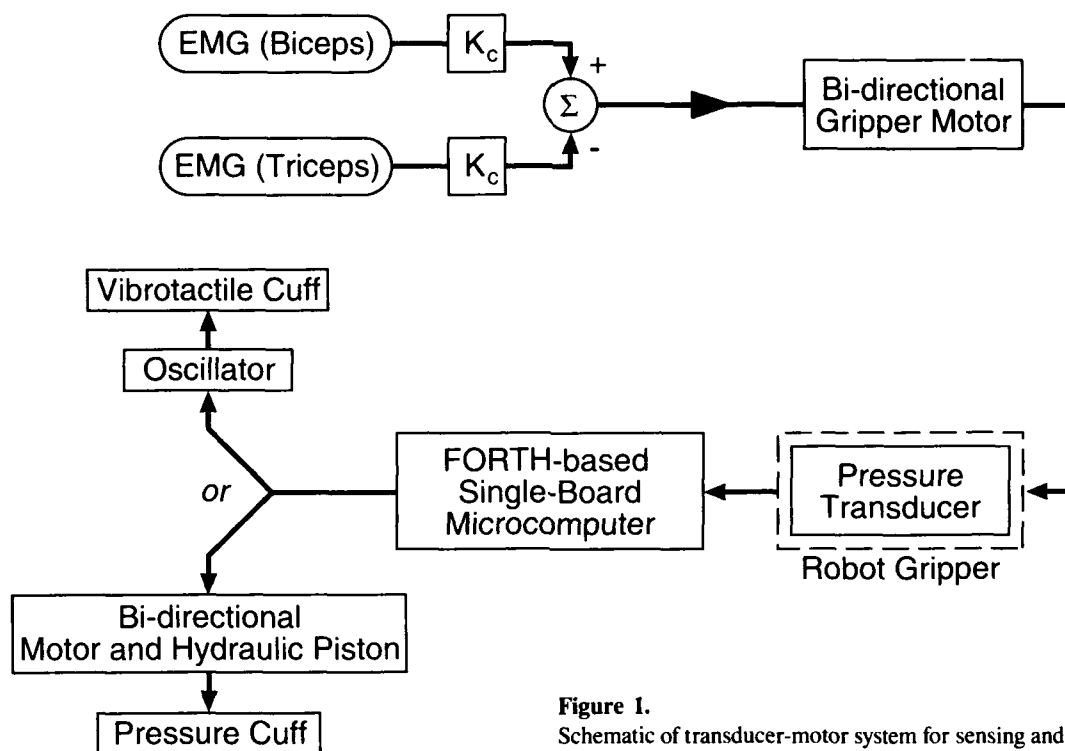 EMG (Biceps)
Kc
+
Σ
-
EMG (Triceps)
Kc
Bi-directional
Gripper Motor
Vibrotactile Cuff
Oscillator
or
Bi-directional
Motor and Hydraulic Piston
Pressure Cuff
FORTH-based
Single-Board
Microcomputer
Pressure
Transducer
Robot Gripper
Figure 1.
Schematic of transducer-motor system for sensing and